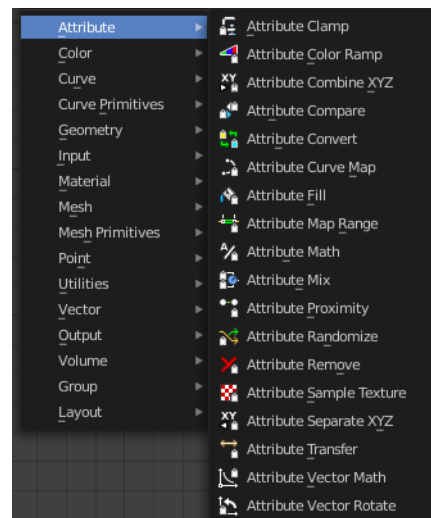 Attribute
Color
Curve
Curve Primitives
Geometry
Input
Material
Mesh
Mesh Primitives
Point
Utilities
Vector
Output
Volume
Group
Layout
Attribute Clamp
Attribute Color Ramp
Attribute Combine XYZ
Attribute Compare
Attribute Convert
Attribute Curve Map
Attribute Fill
Attribute Map Range
Attribute Math
Attribute Mix
Attribute Proximity
Attribute Randomize
Attribute Remove
Attribute Sample Texture
Attribute Separate XYZ
Attribute Transfer
Attribute Vector Math
Attribute Vector Rotate